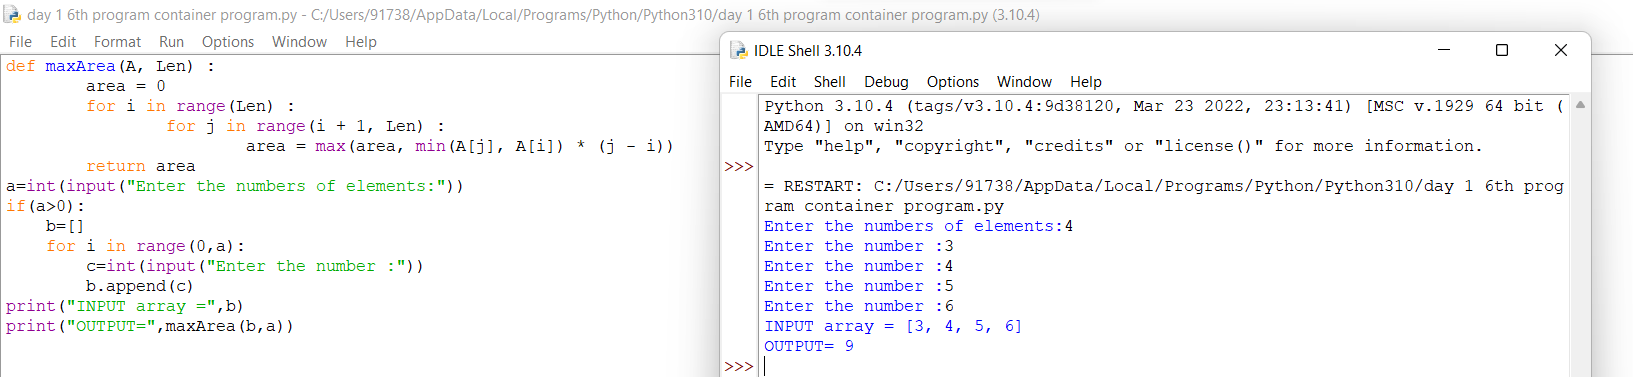 day 1 6th program container program.py - C:/Users/91738/AppData/Local/Programs/Python/Python310/day 1 6th program container program.py (3.10.4)
File Edit Format Run Options Window Help
def maxArea(A, Len) :
        area = 0
        for i in range(Len) :
                for j in range(i + 1, Len) :
                        area = max(area, min(A[j], A[i]) * (j - i))
        return area
a=int(input("Enter the numbers of elements:"))
if(a>0):
    b=[]
    for i in range(0,a):
        c=int(input("Enter the number :"))
        b.append(c)
print("INPUT array =",b)
print("OUTPUT=",maxArea(b,a))
IDLE Shell 3.10.4
File Edit Shell Debug Options Window Help
Python 3.10.4 (tags/v3.10.4:9d38120, Mar 23 2022, 23:13:41) [MSC v.1929 64 bit (
AMD64)] on win32
Type "help", "copyright", "credits" or "license()" for more information.
>>>
= RESTART: C:/Users/91738/AppData/Local/Programs/Python/Python310/day 1 6th prog
ram container program.py
Enter the numbers of elements:4
Enter the number :3
Enter the number :4
Enter the number :5
Enter the number :6
INPUT array = [3, 4, 5, 6]
OUTPUT= 9
>>>